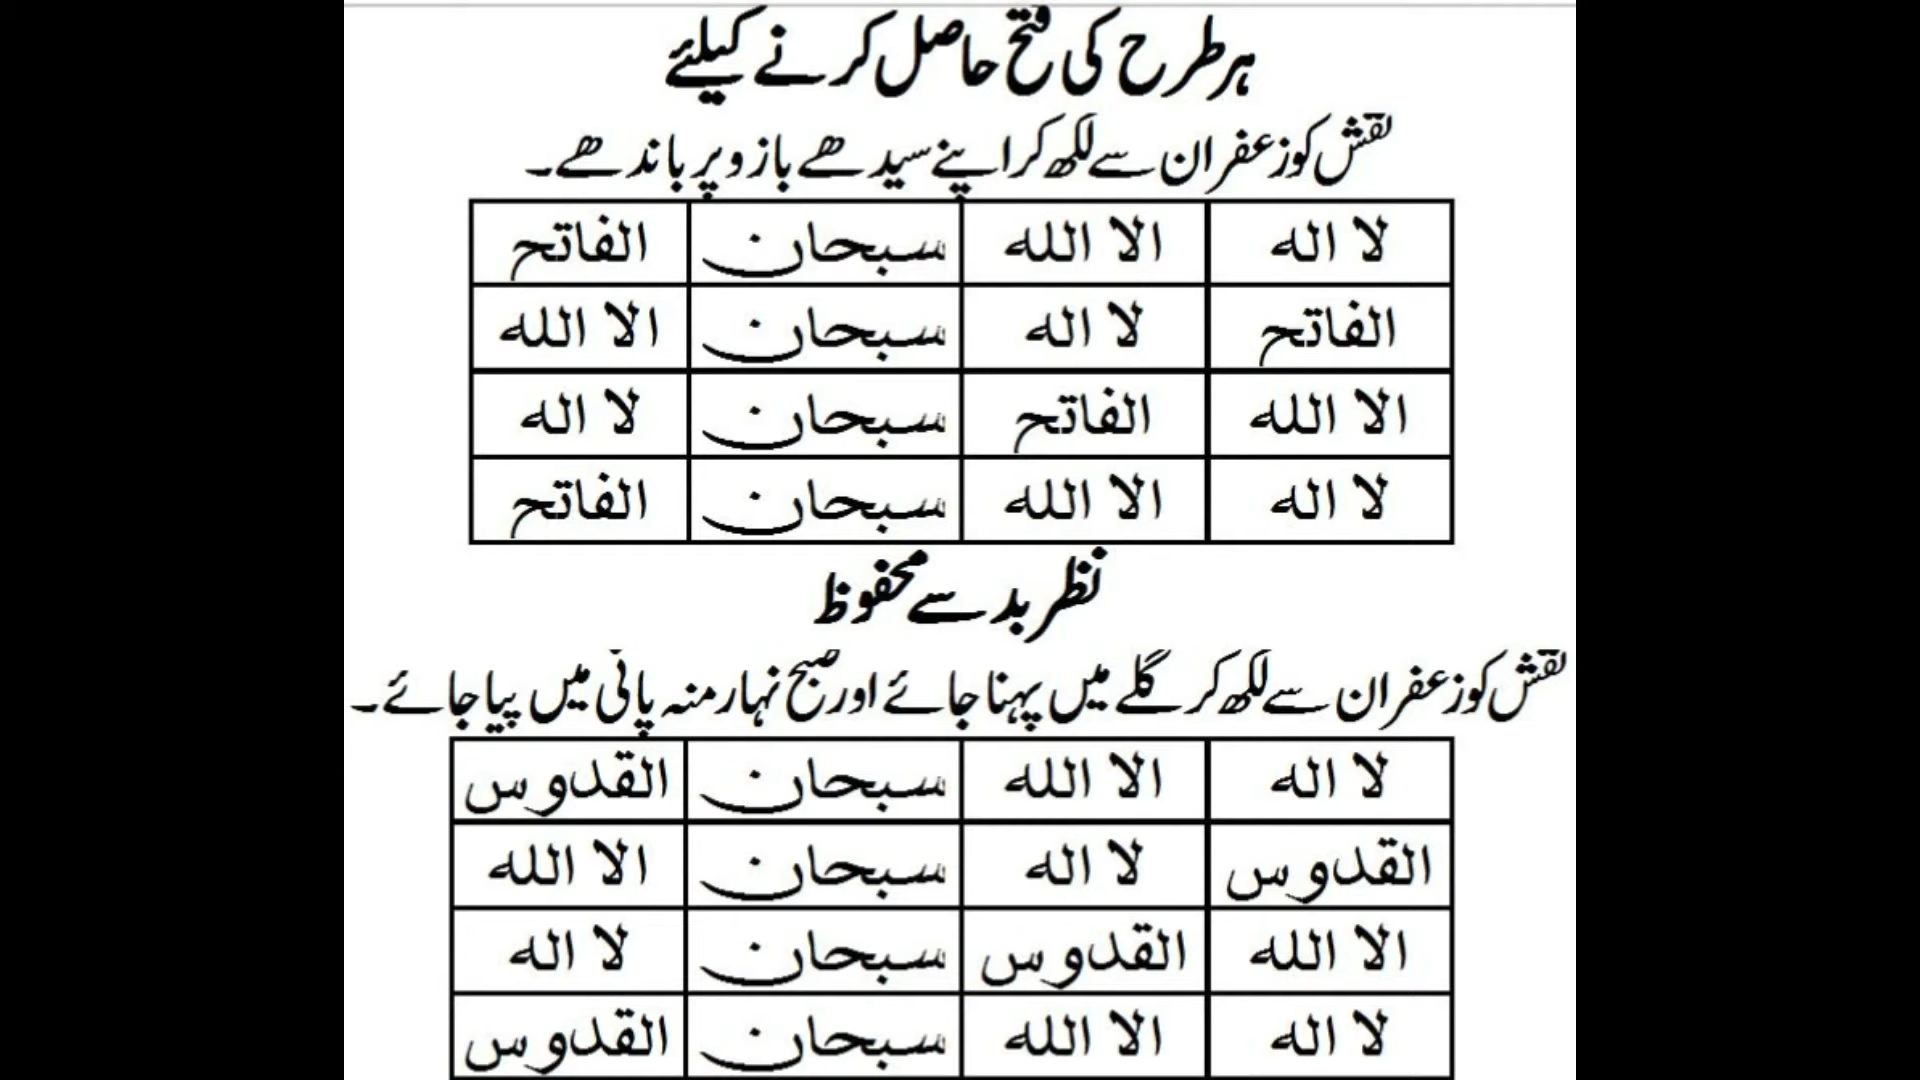 ہر طرح کی فتح حاصل کرنے کیلئے
نقش کو زعفران سے لکھ کر اپنے سیدھے بازو پر باندھے۔
لا اله الا الله سبحان الفاتح
الفاتح لا اله سبحان الا الله
الا الله الفاتح سبحان لا اله
لا اله الا الله سبحان الفاتح
نظر بد سے محفوظ
نقش کو زعفران سے لکھ کر گلے میں پہنا جائے اور صبح نہار منہ پانی میں پیا جائے۔
لا اله الا الله سبحان القدوس
القدوس لا اله سبحان الا الله
الا الله القدوس سبحان لا اله
لا اله الا الله سبحان القدوس